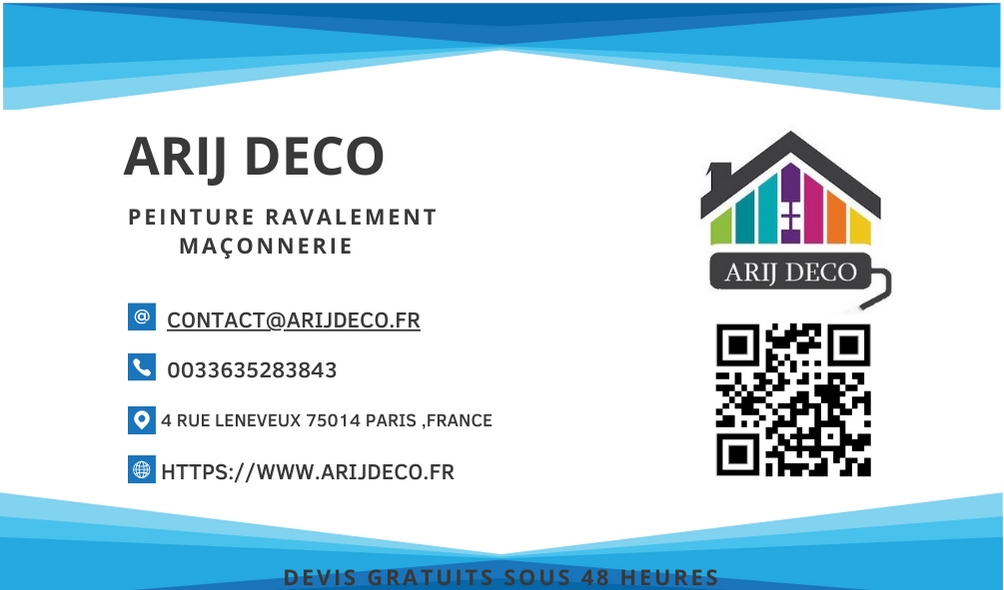 ARIJ DECO
PEINTURE RAVALEMENT
MAÇONNERIE
@ CONTACT@ARIJDECO.FR
0033635283843
4 RUE LENEVEUX 75014 PARIS ,FRANCE
HTTPS://WWW.ARIJDECO.FR
ARIJ DECO
DEVIS GRATUITS SOUS 48 HEURES